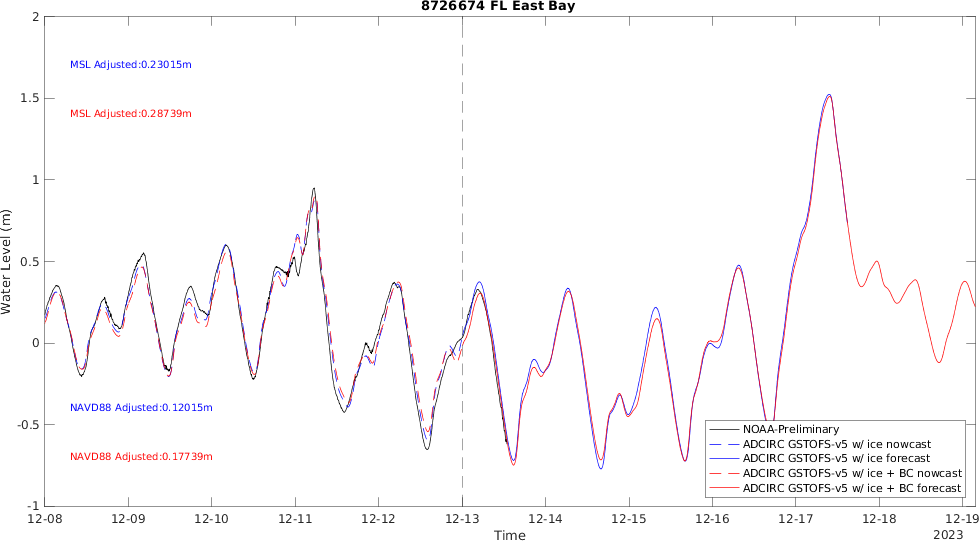 8726674 FL East Bay
2
1.5
1
0.5
0
-0.5
-1
Water Level (m)
MSL Adjusted:0.23015m
MSL Adjusted:0.28739m
NAVD88 Adjusted:0.12015m
NAVD88 Adjusted:0.17739m
NOAA-Preliminary
ADCIRC GSTOFS-v5 w/ ice nowcast
ADCIRC GSTOFS-v5 w/ ice forecast
ADCIRC GSTOFS-v5 w/ ice + BC nowcast
ADCIRC GSTOFS-v5 w/ ice + BC forecast
12-08 12-09 12-10 12-11 12-12 12-13 12-14 12-15 12-16 12-17 12-18 12-19
Time
2023